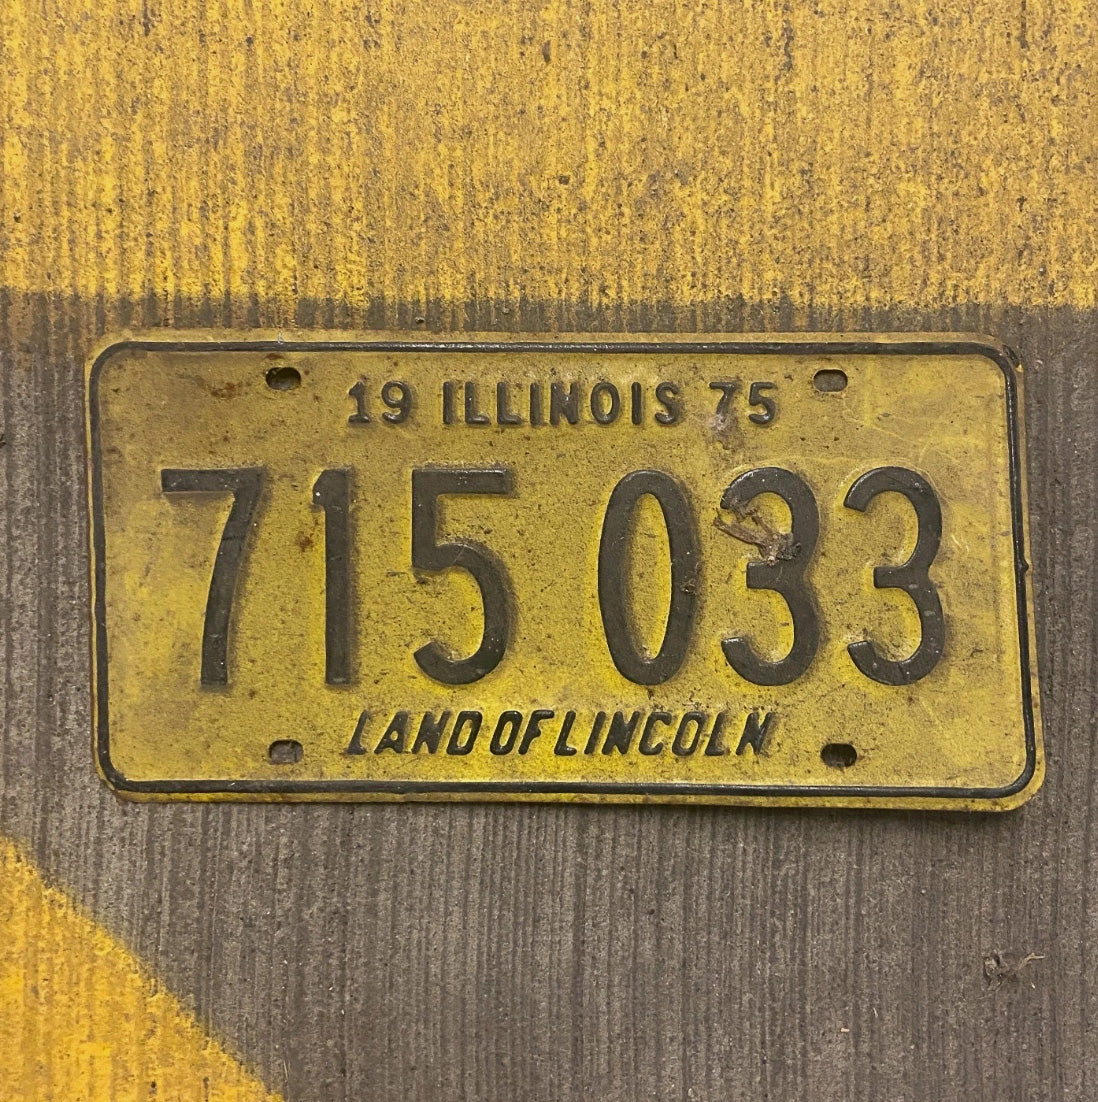 19 ILLINOIS 75
715 033
LAND OF LINCOLN